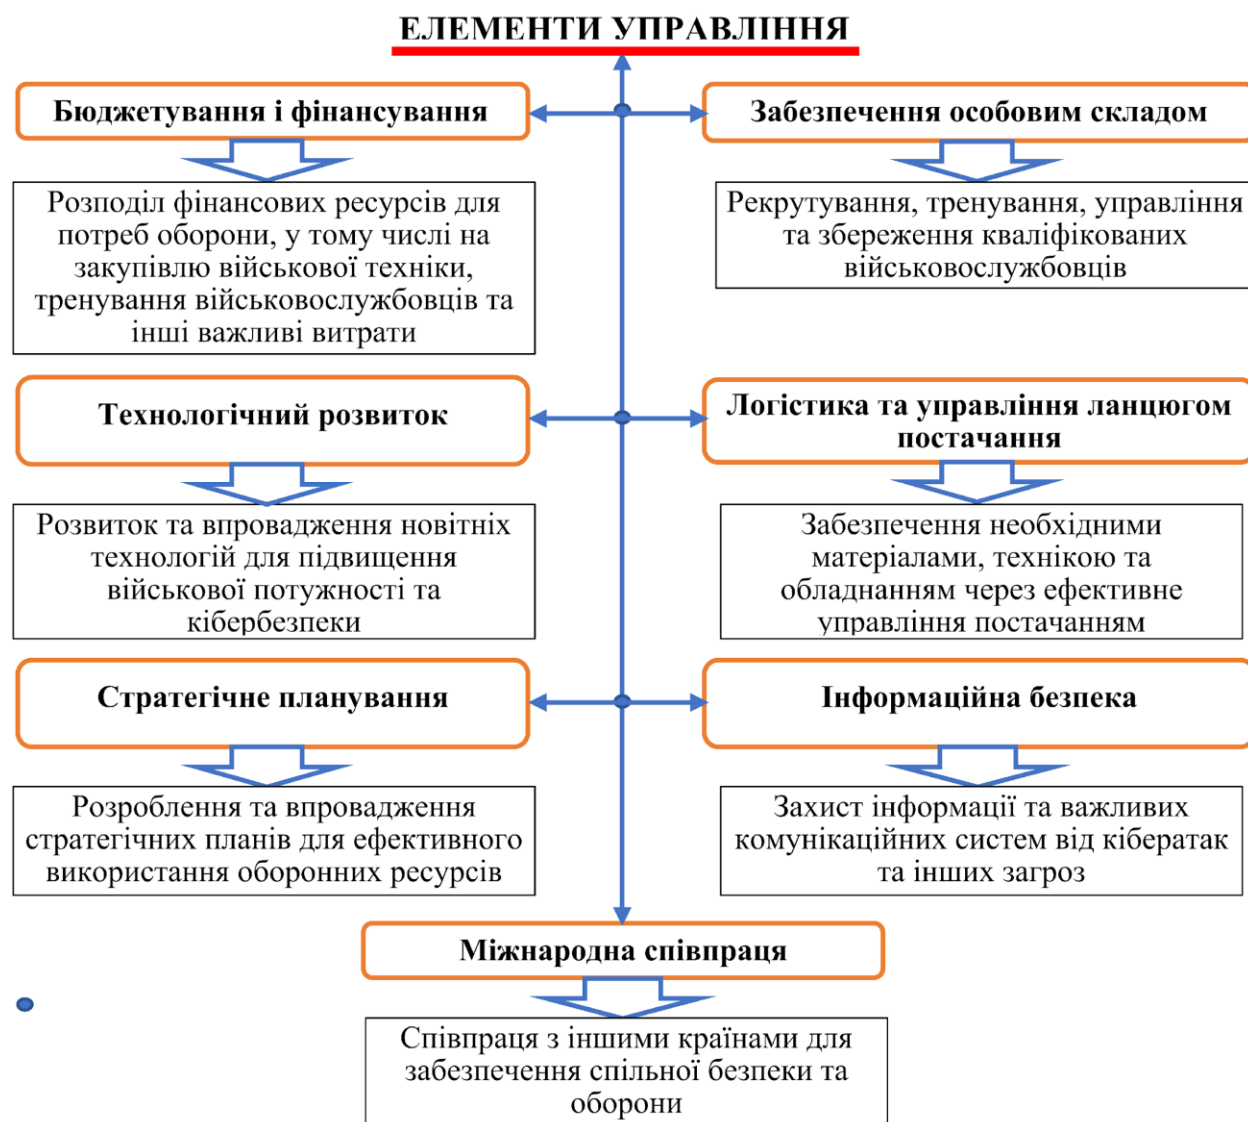 ЕЛЕМЕНТИ УПРАВЛІННЯ
Бюджетування і фінансування
Розподіл фінансових ресурсів для
потреб оборони, у тому числі на
закупівлю військової техніки,
тренування військовослужбовців та
інші важливі витрати
Забезпечення особовим складом
Рекрутування, тренування, управління
та збереження кваліфікованих
військовослужбовців
Технологічний розвиток
Розвиток та впровадження новітніх
технологій для підвищення
військової потужності та
кібербезпеки
Логістика та управління ланцюгом
постачання
Забезпечення необхідними
матеріалами, технікою та
обладнанням через ефективне
управління постачанням
Стратегічне планування
Розроблення та впровадження
стратегічних планів для ефективного
використання оборонних ресурсів
Інформаційна безпека
Захист інформації та важливих
комунікаційних систем від кібератак
та інших загроз
Міжнародна співпраця
Співпраця з іншими країнами для
забезпечення спільної безпеки та
оборони